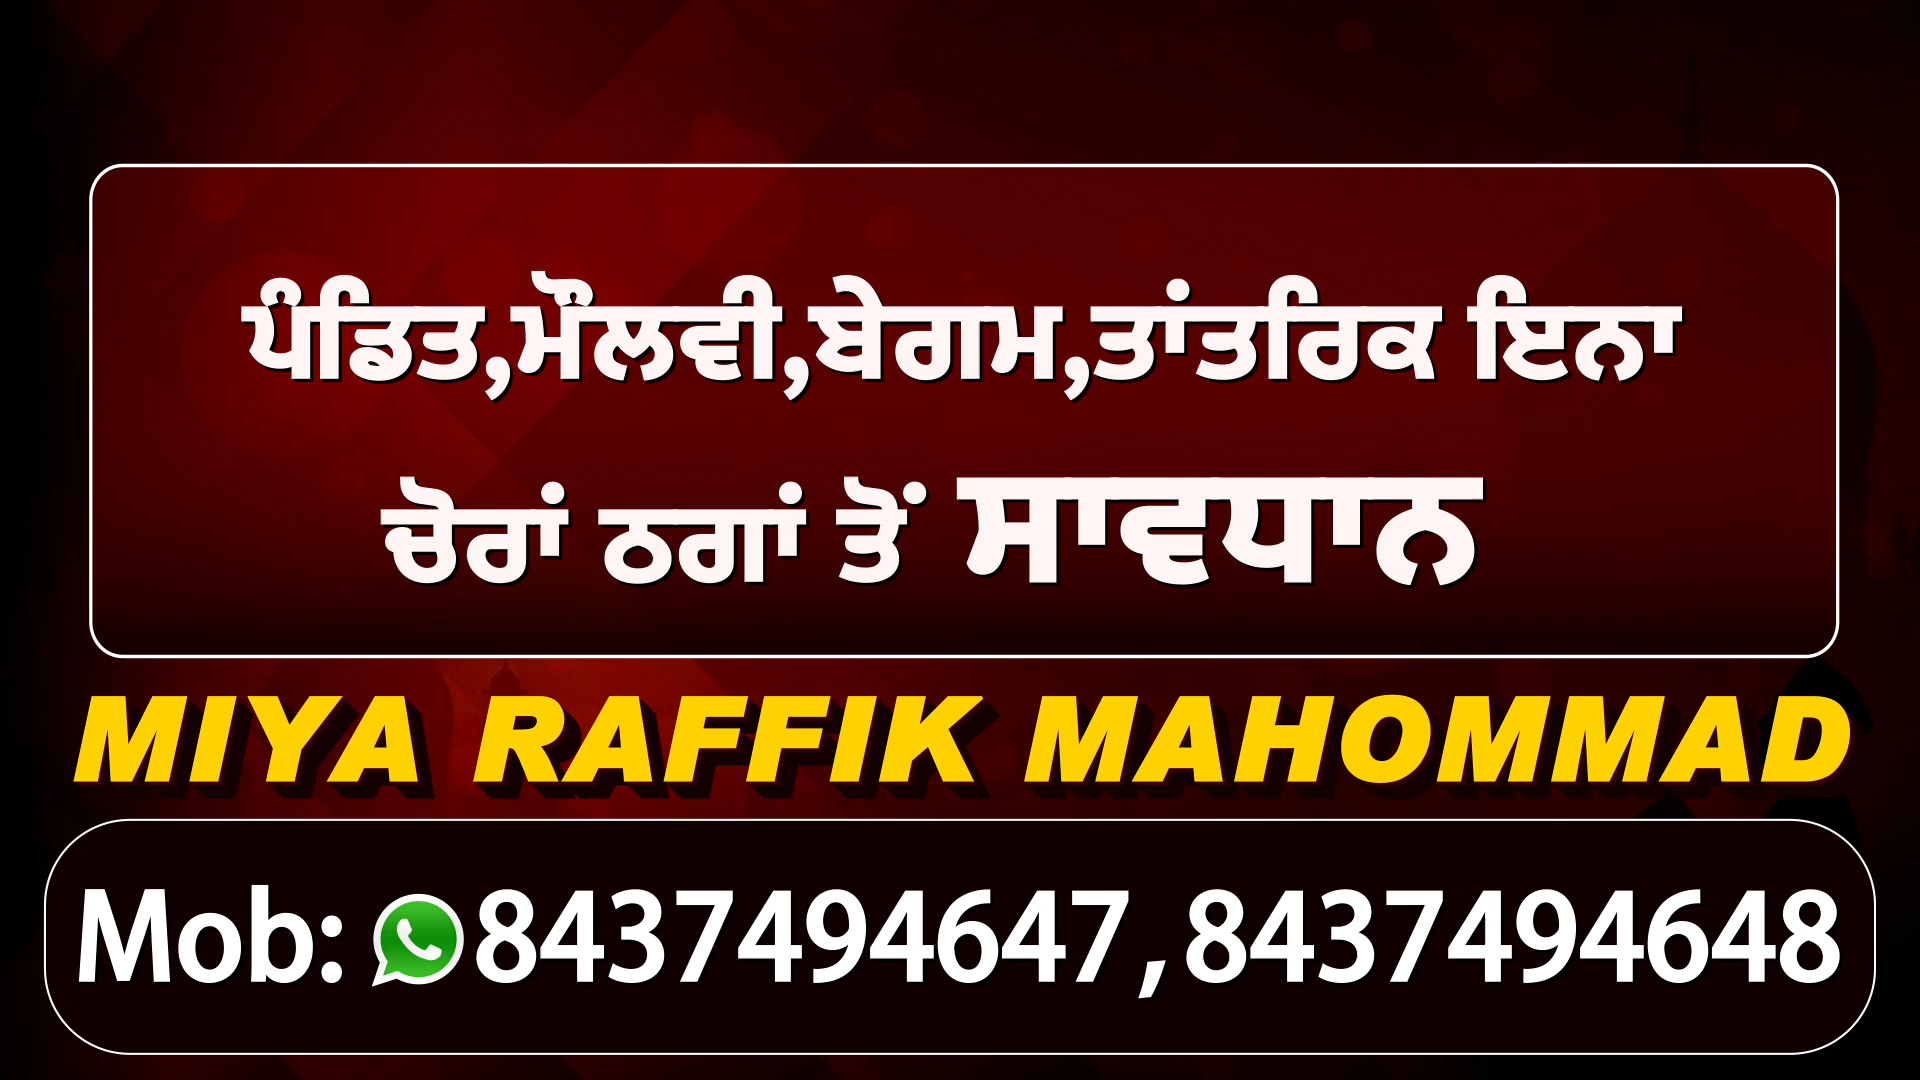 ਪੰਡਿਤ,ਮੌਲਵੀ,ਬੇਗਮ,ਤਾਂਤਰਿਕ ਇਨਾ
ਚੋਰਾਂ ਠਗਾਂ ਤੋਂ ਸਾਵਧਾਨ
MIYA RAFFIK MAHOMMAD
Mob: 8437494647, 8437494648